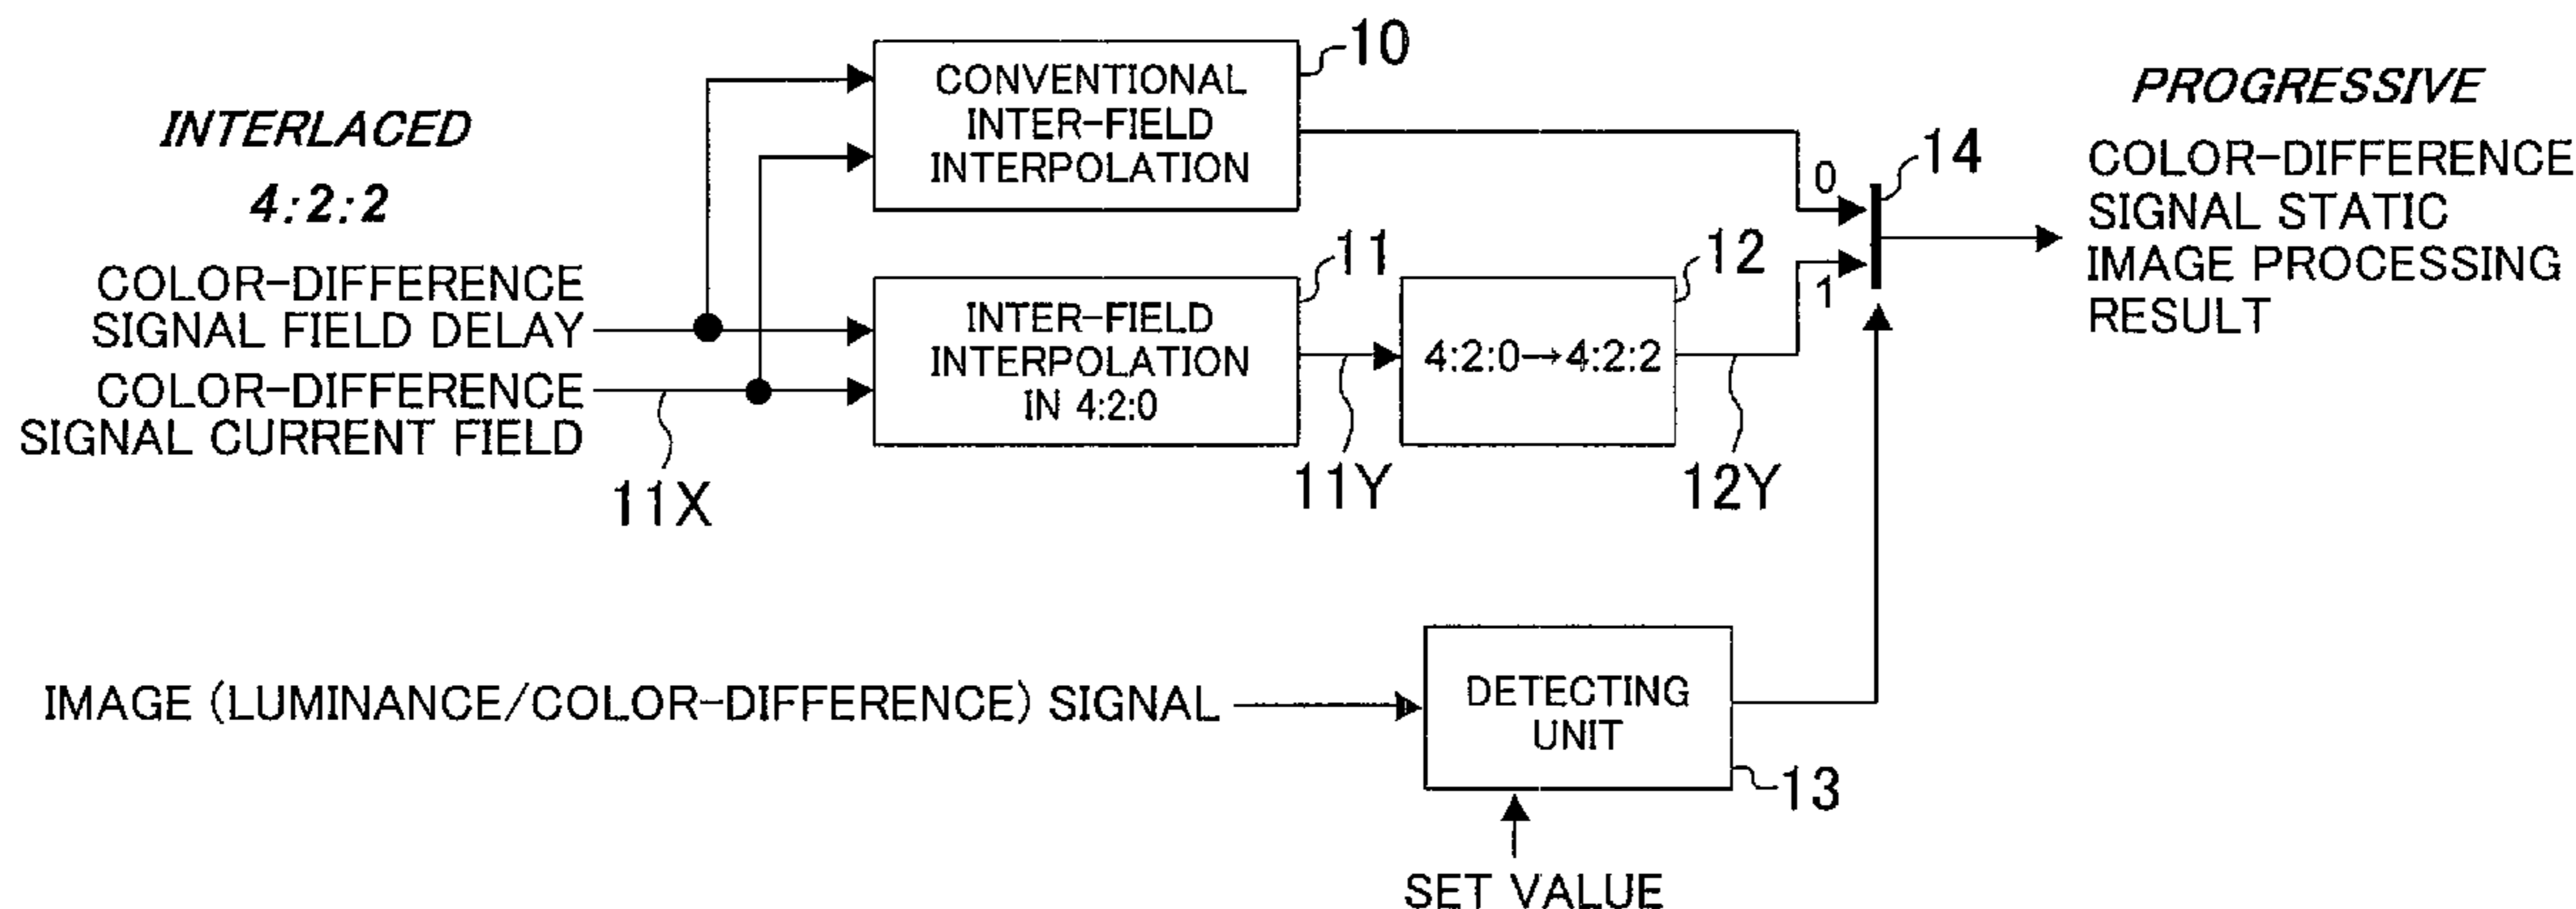 INTERLACED
4:2:2
COLOR-DIFFERENCE
SIGNAL FIELD DELAY
COLOR-DIFFERENCE
SIGNAL CURRENT FIELD
11X
CONVENTIONAL
INTER-FIELD
INTERPOLATION
10
INTER-FIELD
INTERPOLATION
IN 4:2:0
11
11Y
4:2:0→4:2:2
12
12Y
0
1
14
PROGRESSIVE
COLOR-DIFFERENCE
SIGNAL STATIC
IMAGE PROCESSING
RESULT
IMAGE (LUMINANCE/COLOR-DIFFERENCE) SIGNAL
DETECTING
UNIT
13
SET VALUE